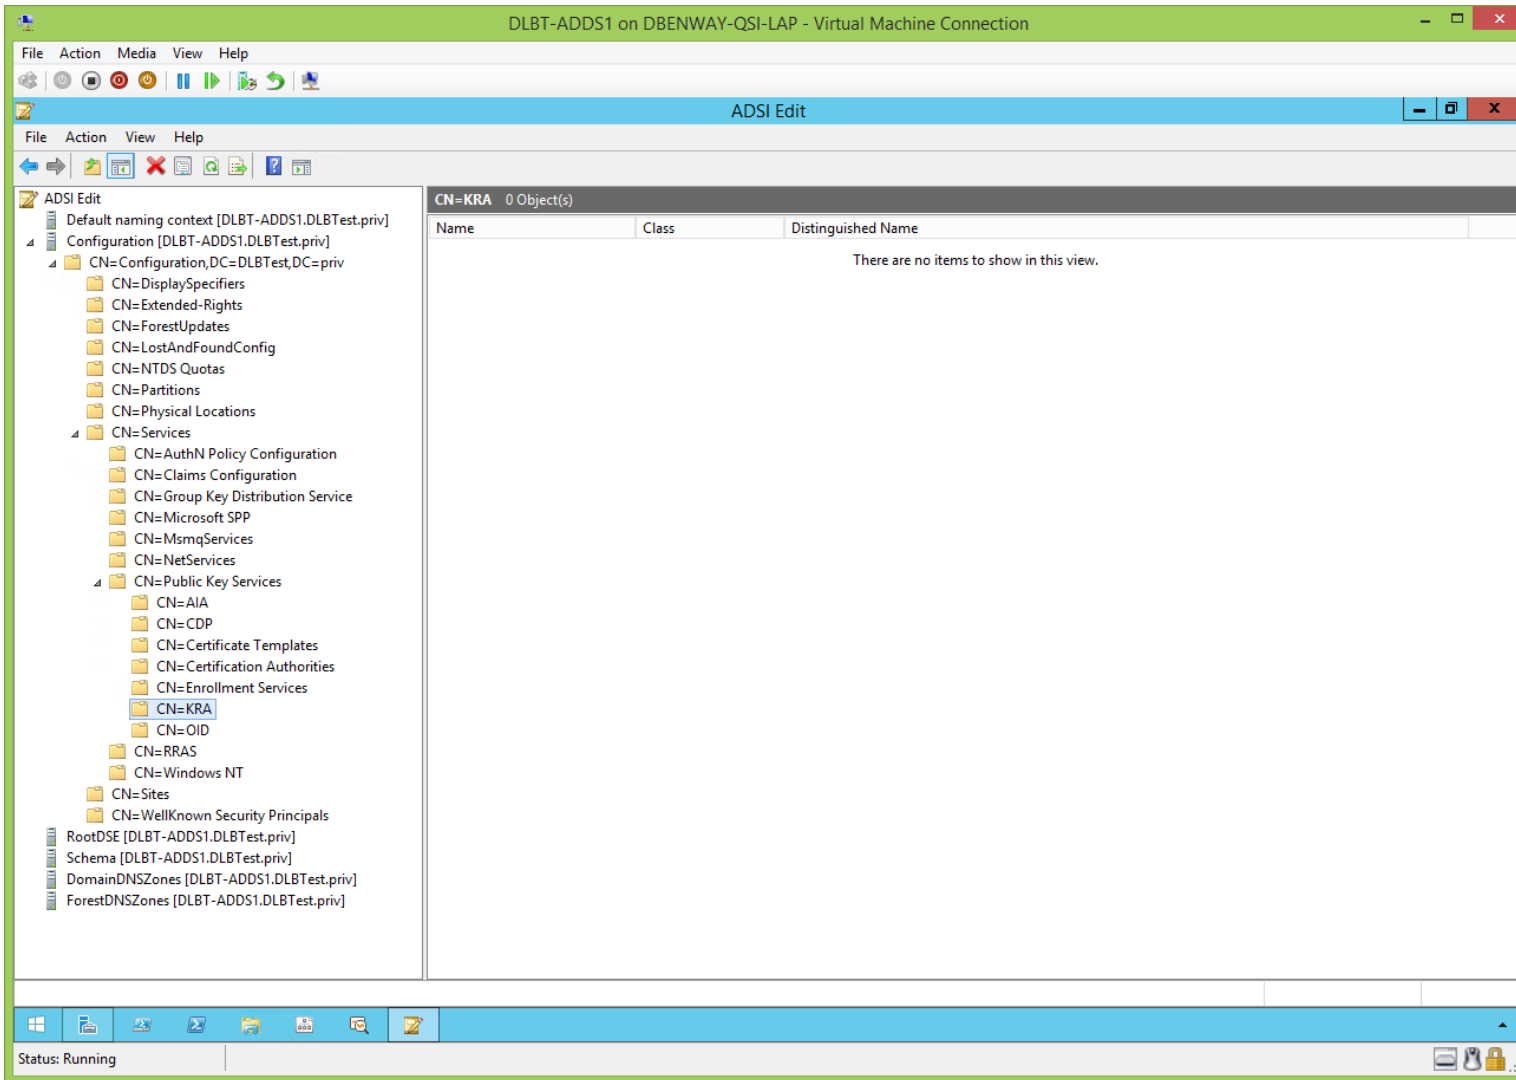 DLBT-ADDS1 on DBENWAY-QSI-LAP - Virtual Machine Connection
File Action Media View Help
ADSI Edit
File Action View Help
ADSI Edit
Default naming context [DLBT-ADDS1.DLBTest.priv]
Configuration [DLBT-ADDS1.DLBTest.priv]
CN=Configuration,DC=DLBTest,DC=priv
CN=DisplaySpecifiers
CN=Extended-Rights
CN=ForestUpdates
CN=LostAndFoundConfig
CN=NTDS Quotas
CN=Partitions
CN=Physical Locations
CN=Services
CN=AuthN Policy Configuration
CN=Claims Configuration
CN=Group Key Distribution Service
CN=Microsoft SPP
CN=MsmqServices
CN=NetServices
CN=Public Key Services
CN=AIA
CN=CDP
CN=Certificate Templates
CN=Certification Authorities
CN=Enrollment Services
CN=KRA
CN=OID
CN=RRAS
CN=Windows NT
CN=Sites
CN=WellKnown Security Principals
RootDSE [DLBT-ADDS1.DLBTest.priv]
Schema [DLBT-ADDS1.DLBTest.priv]
DomainDNSZones [DLBT-ADDS1.DLBTest.priv]
ForestDNSZones [DLBT-ADDS1.DLBTest.priv]
CN=KRA 0 Object(s)
Name Class Distinguished Name
There are no items to show in this view.
Status: Running